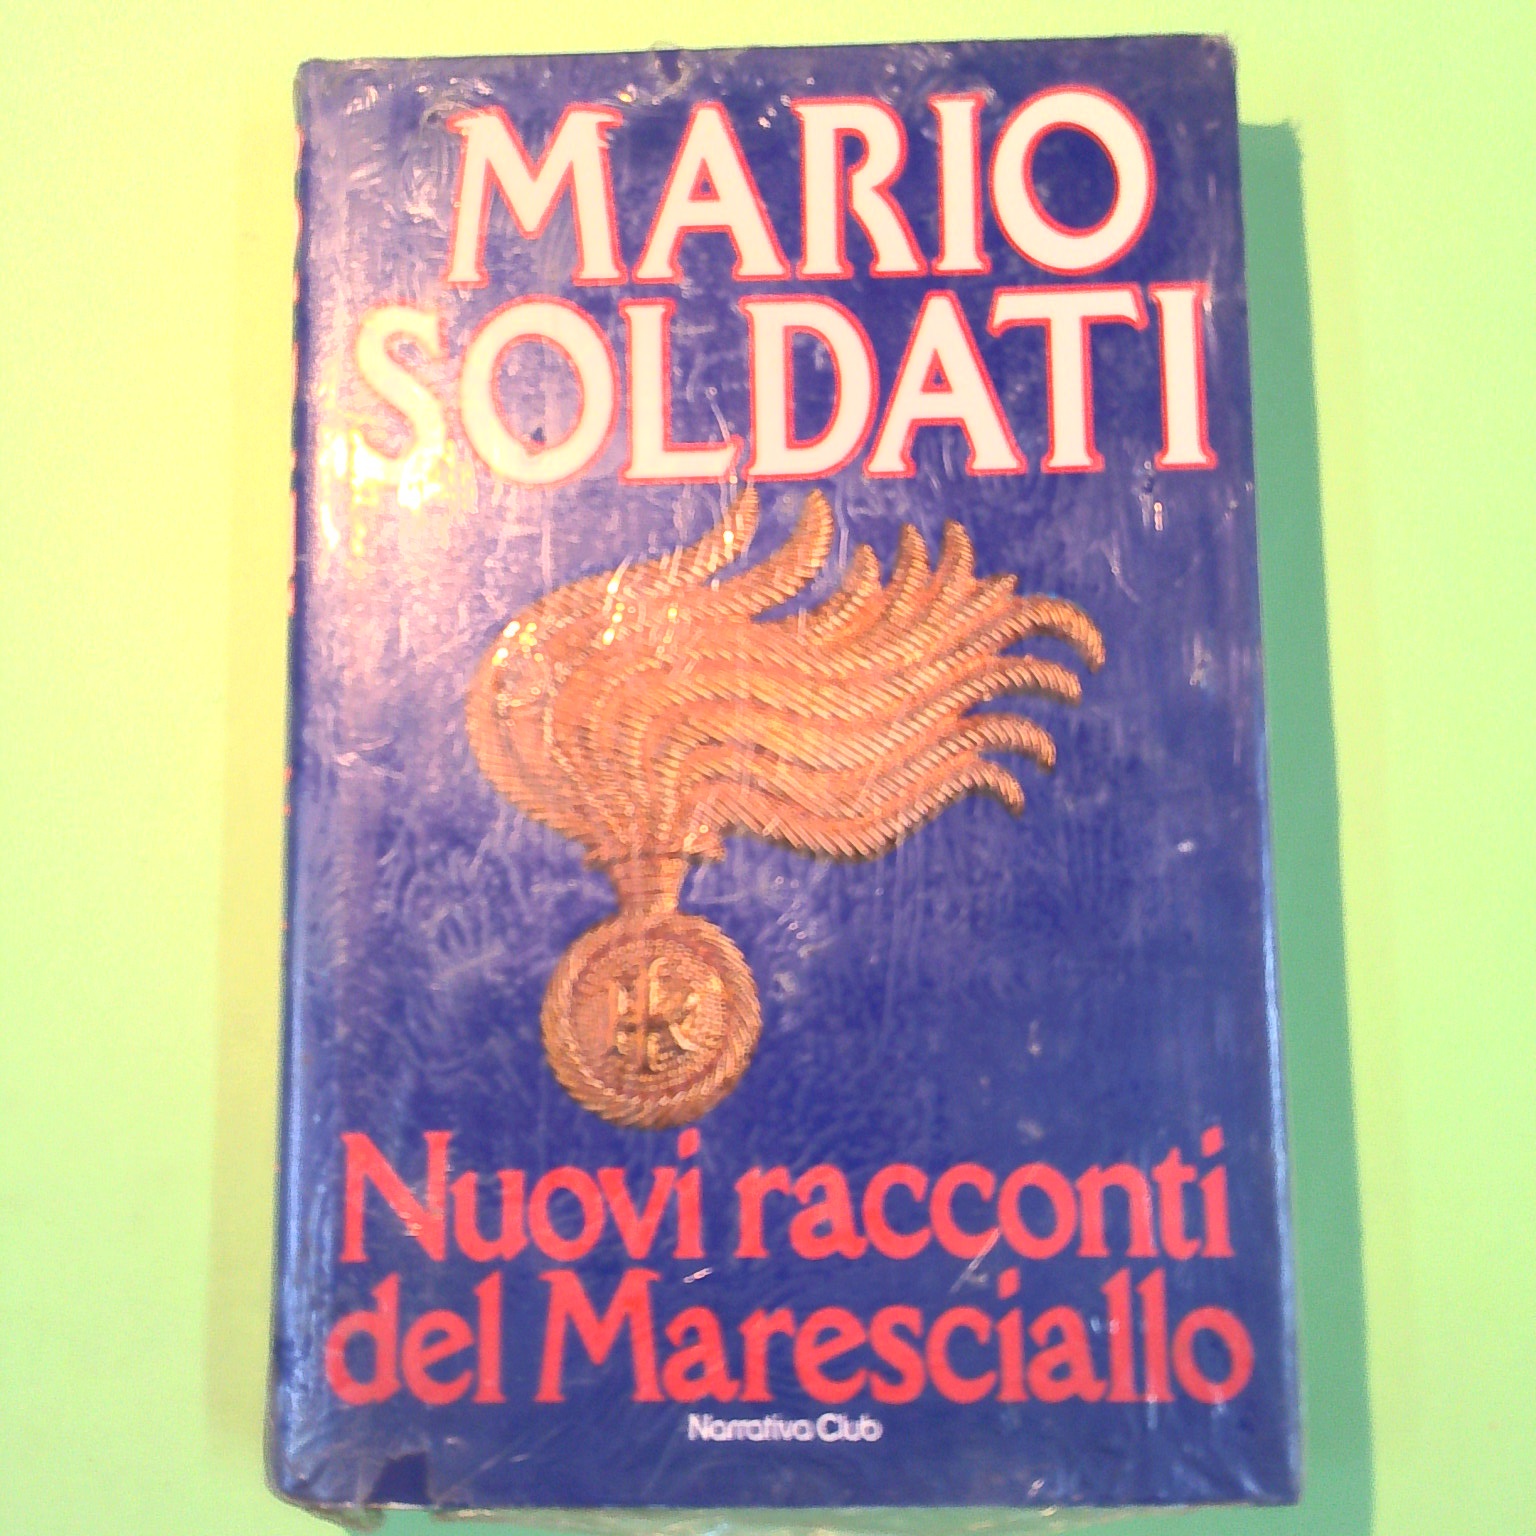 MARIO
SOLDATI
Nuovi racconti
del Maresciallo
Narrativa Club